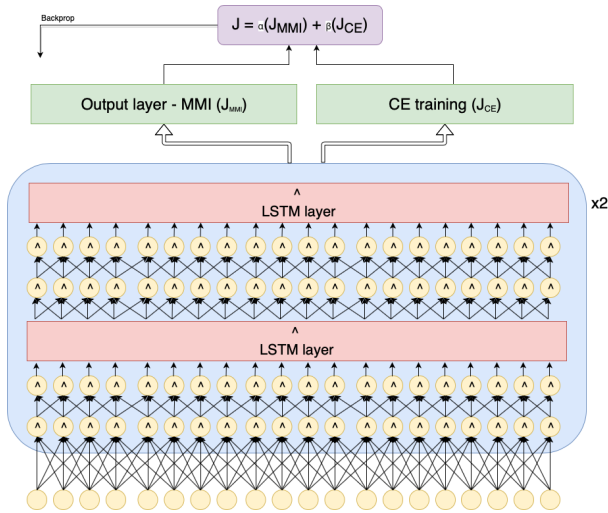 Backprop
J = α(J_MMI) + β(J_CE)
Output layer - MMI (J_MMI)
CE training (J_CE)
x2
^
LSTM layer
^ ^ ^ ^ ^ ^ ^ ^ ^ ^ ^ ^ ^ ^ ^ ^ ^ ^ ^ ^
^ ^ ^ ^ ^ ^ ^ ^ ^ ^ ^ ^ ^ ^ ^ ^ ^ ^ ^ ^
^
LSTM layer
^ ^ ^ ^ ^ ^ ^ ^ ^ ^ ^ ^ ^ ^ ^ ^ ^ ^ ^ ^
^ ^ ^ ^ ^ ^ ^ ^ ^ ^ ^ ^ ^ ^ ^ ^ ^ ^ ^ ^